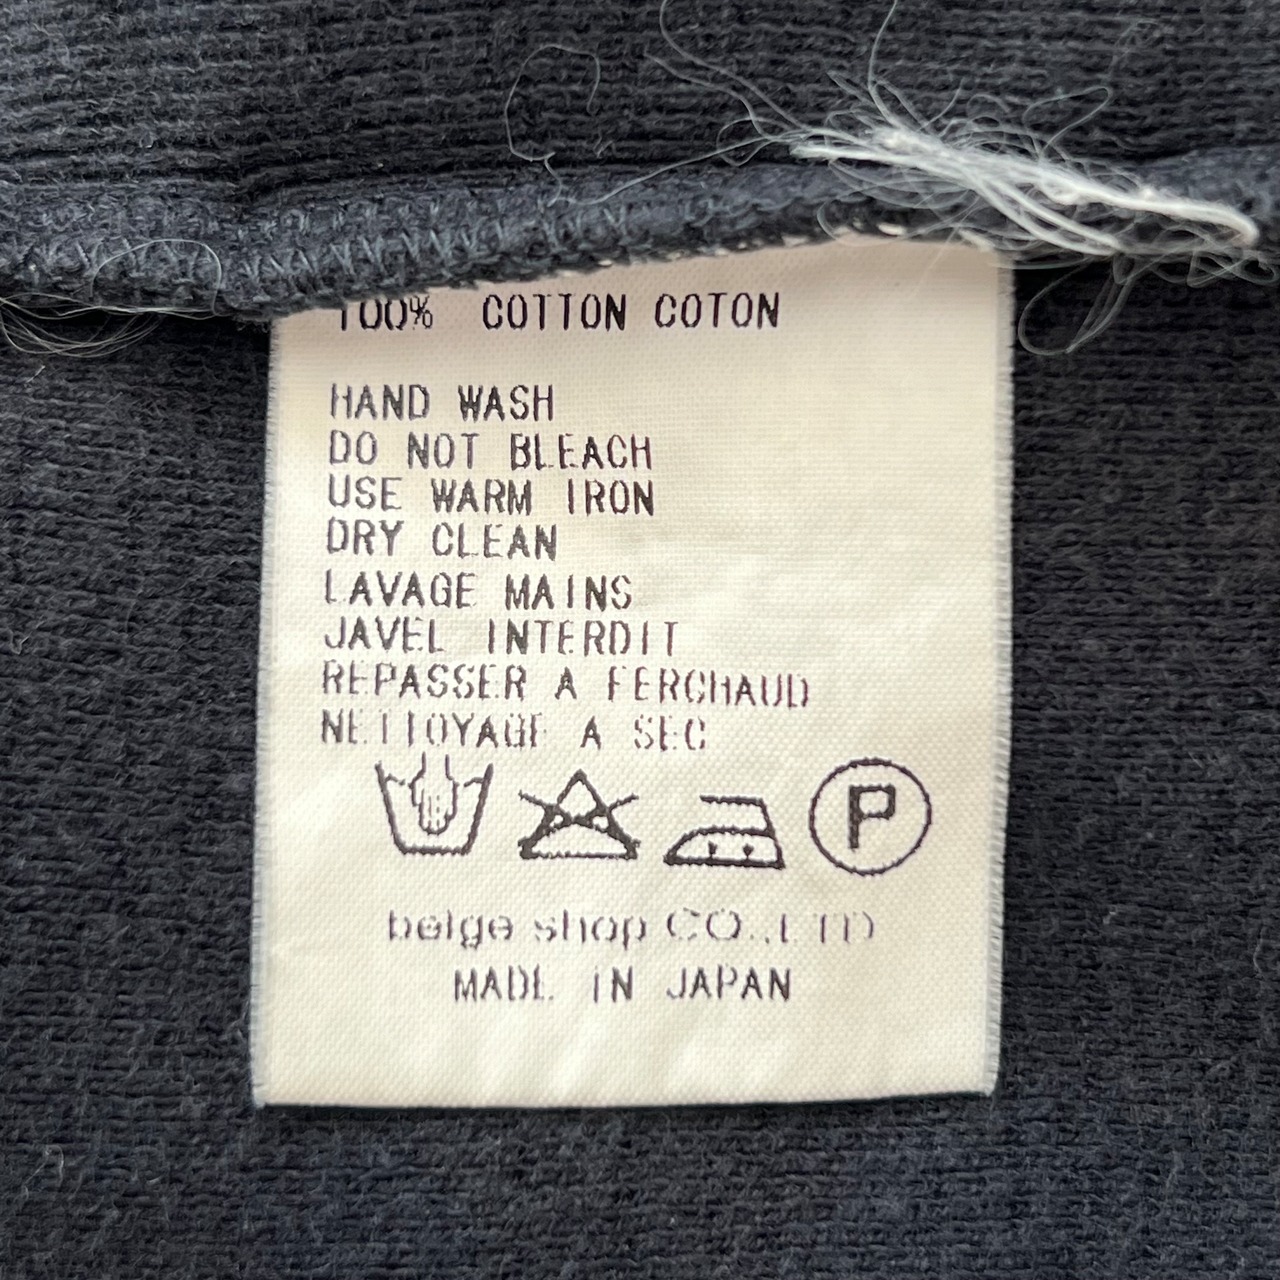 100% COTTON COTON
HAND WASH
DO NOT BLEACH
USE WARM IRON
DRY CLEAN
LAVAGE MAINS
JAVEL INTERDIT
REPASSER A FERCHAUD
NETTOYAGE A SEC
P
beige shop CO.,LTD
MADE IN JAPAN